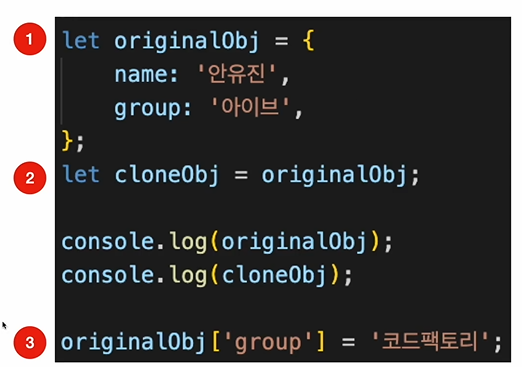 1 let originalObj = {
name: '안유진',
group: '아이브',
};
2 let cloneObj = originalObj;
console.log(originalObj);
console.log(cloneObj);
3 originalObj['group'] = '코드팩토리';